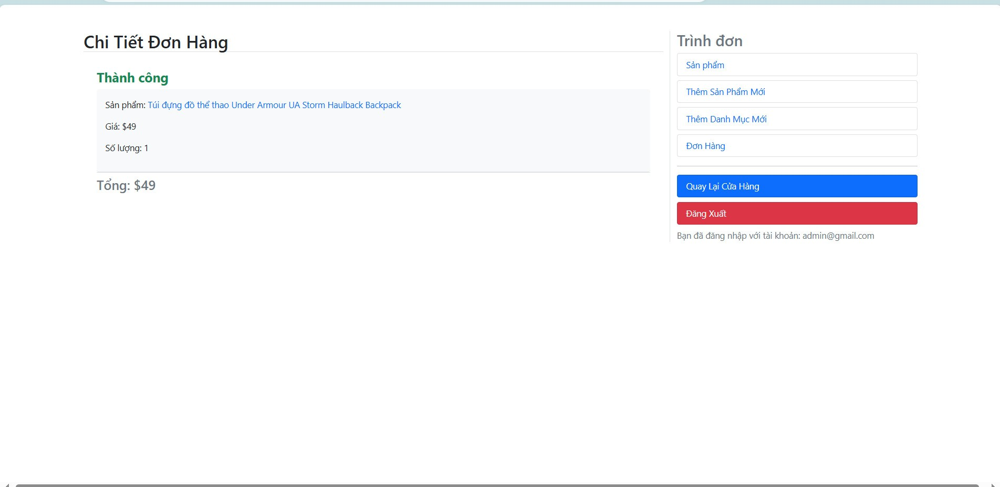 Chi Tiết Đơn Hàng
Thành công
Sản phẩm: Túi đựng đồ thể thao Under Armour UA Storm Haulback Backpack
Giá: $49
Số lượng: 1
Tổng: $49
Trình đơn
Sản phẩm
Thêm Sản Phẩm Mới
Thêm Danh Mục Mới
Đơn Hàng
Quay Lại Cửa Hàng
Đăng Xuất
Bạn đã đăng nhập với tài khoản: admin@gmail.com